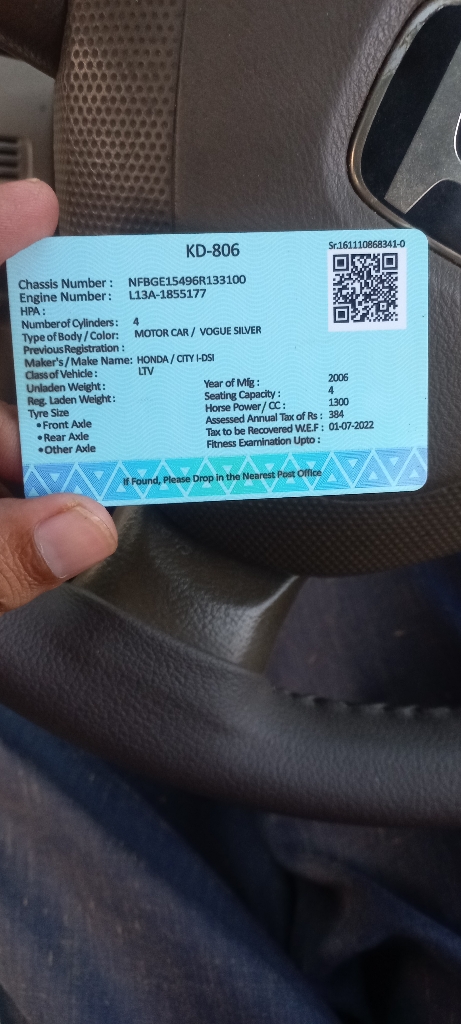 KD-806
Sr.161110868341-0
Chassis Number : NFBGE15496R133100
Engine Number : L13A-1855177
HPA :
Number of Cylinders : 4
Type of Body / Color: MOTOR CAR / VOGUE SILVER
Previous Registration :
Maker's / Make Name: HONDA / CITY I-DSI
Class of Vehicle : LTV
Unladen Weight :
Reg. Laden Weight :
Tyre Size
• Front Axle
• Rear Axle
• Other Axle
Year of Mfg : 2006
Seating Capacity : 4
Horse Power / CC : 1300
Assessed Annual Tax of Rs : 384
Tax to be Recovered W.E.F : 01-07-2022
Fitness Examination Upto :
If Found, Please Drop in the Nearest Post Office